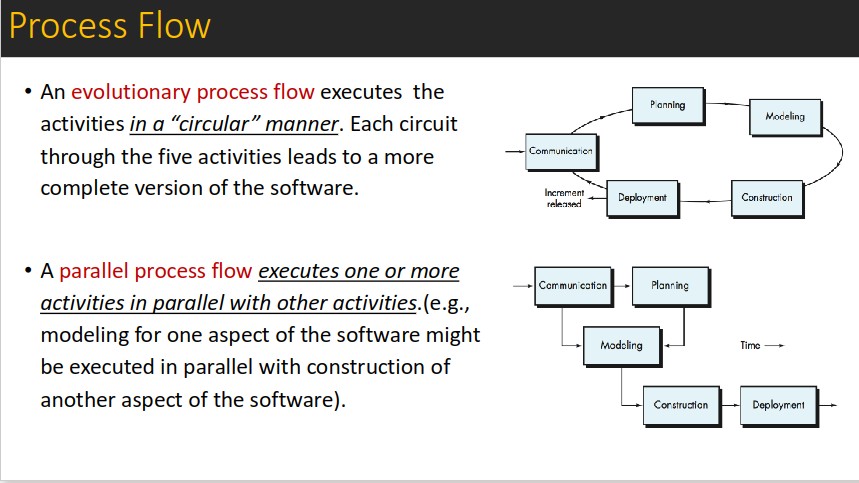 Process Flow
• An evolutionary process flow executes the
activities in a “circular” manner. Each circuit
through the five activities leads to a more
complete version of the software.
Planning
Modeling
Communication
Increment
released
Deployment
Construction
• A parallel process flow executes one or more
activities in parallel with other activities.(e.g.,
modeling for one aspect of the software might
be executed in parallel with construction of
another aspect of the software).
Communication
Planning
Modeling
Time
Construction
Deployment